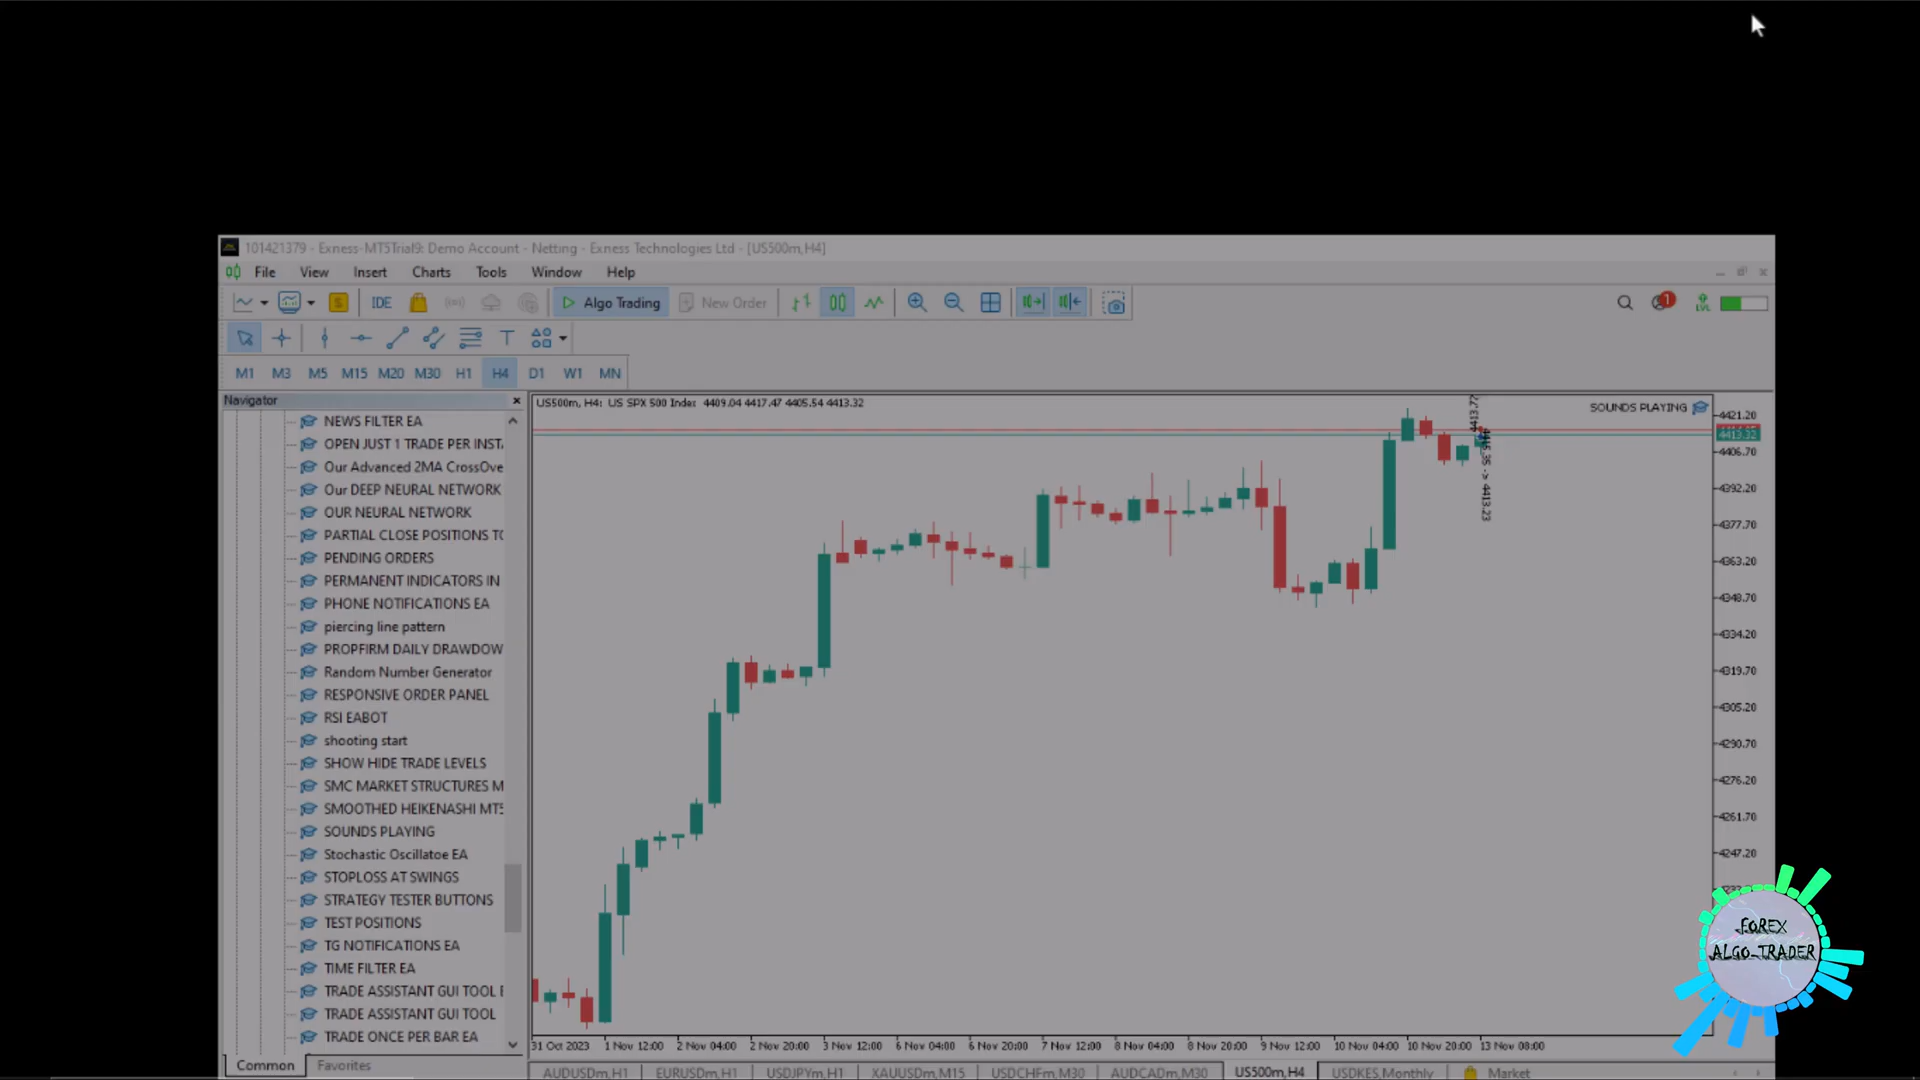 101421379 - Exness-MT5Trial9: Demo Account - Netting - Exness Technologies Ltd - [US500m,H4]
File View Insert Charts Tools Window Help
IDE Algo Trading New Order 1 LVL
M1 M3 M5 M15 M20 M30 H1 H4 D1 W1 MN
Navigator
NEWS FILTER EA
OPEN JUST 1 TRADE PER INST
Our Advanced 2MA CrossOve
Our DEEP NEURAL NETWORK
OUR NEURAL NETWORK
PARTIAL CLOSE POSITIONS TO
PENDING ORDERS
PERMANENT INDICATORS IN
PHONE NOTIFICATIONS EA
piercing line pattern
PROPFIRM DAILY DRAWDOW
Random Number Generator
RESPONSIVE ORDER PANEL
RSI EABOT
shooting start
SHOW HIDE TRADE LEVELS
SMC MARKET STRUCTURES M
SMOOTHED HEIKENASHI MT5
SOUNDS PLAYING
Stochastic Oscillatoe EA
STOPLOSS AT SWINGS
STRATEGY TESTER BUTTONS
TEST POSITIONS
TG NOTIFICATIONS EA
TIME FILTER EA
TRADE ASSISTANT GUI TOOL E
TRADE ASSISTANT GUI TOOL
TRADE ONCE PER BAR EA
Common Favorites
US500m, H4: US SPX 500 Index 4409.04 4417.47 4405.54 4413.32
SOUNDS PLAYING
-> 4413.23
4421.20
4413.32
4406.70
4392.20
4377.70
4363.20
4348.70
4334.20
4319.70
4305.20
4290.70
4276.20
4261.70
4247.20
31 Oct 2023 1 Nov 12:00 2 Nov 04:00 2 Nov 20:00 3 Nov 12:00 6 Nov 04:00 6 Nov 20:00 7 Nov 12:00 8 Nov 04:00 8 Nov 20:00 9 Nov 12:00 10 Nov 04:00 10 Nov 20:00 13 Nov 08:00
AUDUSDm,H1 EURUSDm,H1 USDJPYm,H1 XAUUSDm,M15 USDCHFm,M30 AUDCADm,M30 US500m,H4 USDKES,Monthly Market
FOREX
ALGO-TRADER